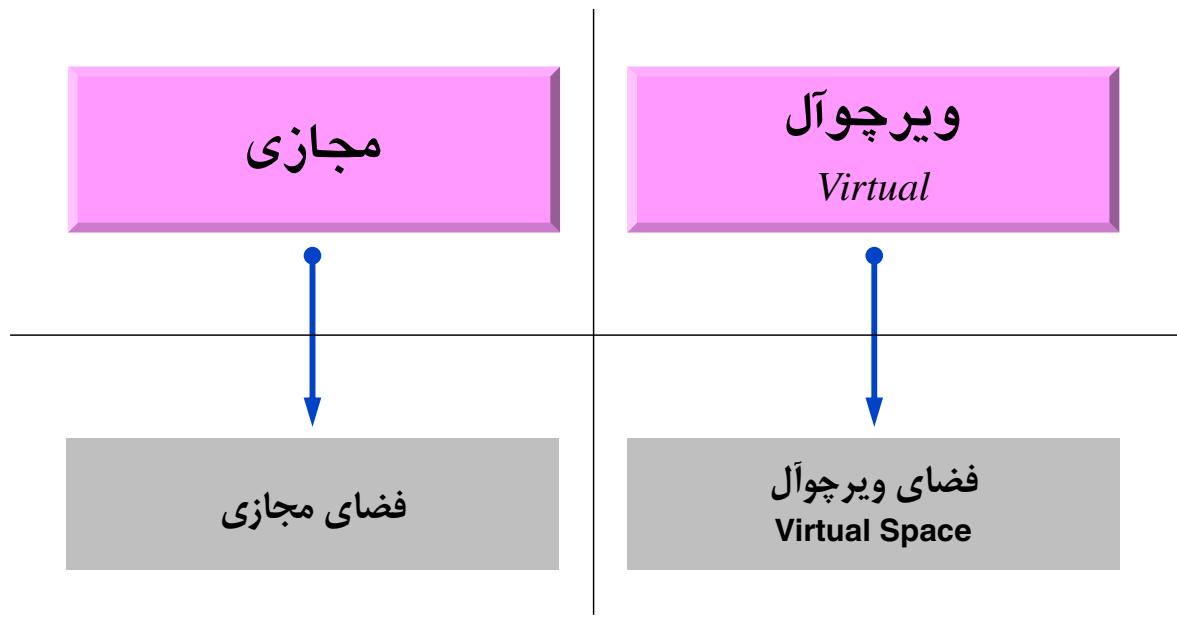 ویرچوآل
Virtual
مجازی
فضای ویرچوآل
Virtual Space
فضای مجازی